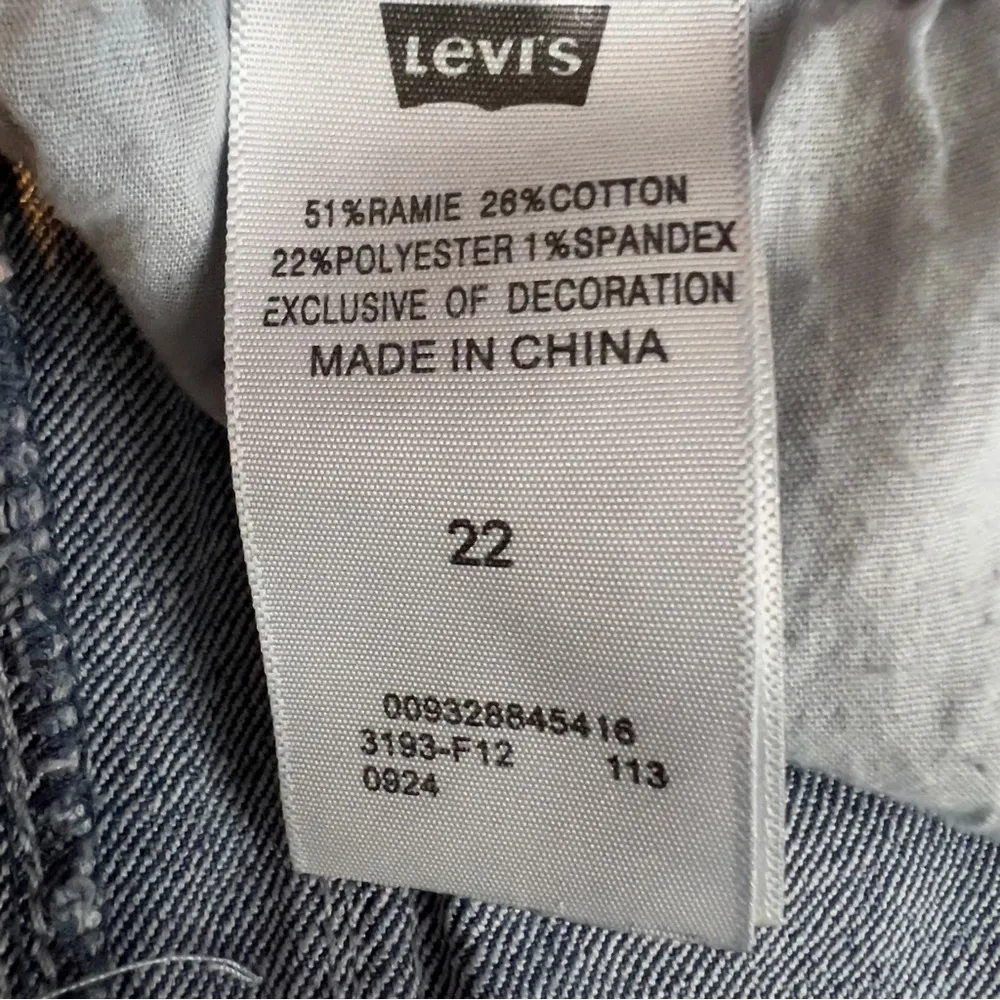 Levi's
51%RAMIE 26%COTTON
22%POLYESTER 1%SPANDEX
EXCLUSIVE OF DECORATION
MADE IN CHINA
22
009328845416
3193-F12 113
0924